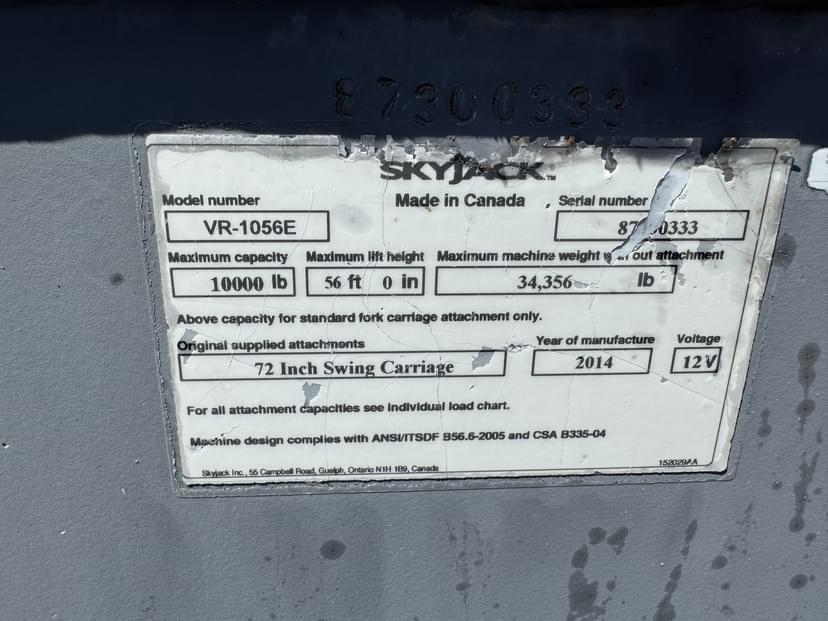 87300333
SKYJACK™
Model number Made in Canada Serial number
VR-1056E
Maximum capacity Maximum lift height Maximum machine weight out attachment
10000 lb 56 ft 0 in 34,356 lb
Above capacity for standard fork carriage attachment only.
Original supplied attachments Year of manufacture Voltage
72 Inch Swing Carriage 2014 12V
For all attachment capacities see individual load chart.
Machine design complies with ANSI/ITSDF B56.6-2005 and CSA B335-04
Skyjack Inc., 55 Campbell Road, Guelph, Ontario N1H 1B9, Canada 152029AA